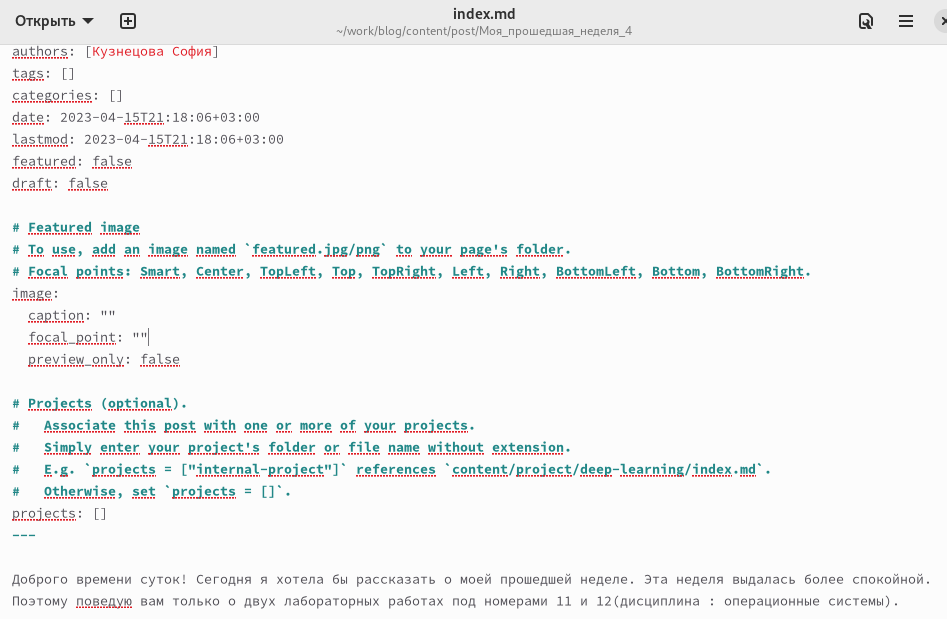 Открыть
index.md
~/work/blog/content/post/Моя_прошедшая_неделя_4
authors: [Кузнецова София]
tags: []
categories: []
date: 2023-04-15T21:18:06+03:00
lastmod: 2023-04-15T21:18:06+03:00
featured: false
draft: false
# Featured image
# To use, add an image named `featured.jpg/png` to your page's folder.
# Focal points: Smart, Center, TopLeft, Top, TopRight, Left, Right, BottomLeft, Bottom, BottomRight.
image:
  caption: ""
  focal_point: ""
  preview_only: false
# Projects (optional).
#   Associate this post with one or more of your projects.
#   Simply enter your project's folder or file name without extension.
#   E.g. `projects = ["internal-project"]` references `content/project/deep-learning/index.md`.
#   Otherwise, set `projects = []`.
projects: []
---
Доброго времени суток! Сегодня я хотела бы рассказать о моей прошедшей неделе. Эта неделя выдалась более спокойной.
Поэтому поведую вам только о двух лабораторных работах под номерами 11 и 12(дисциплина : операционные системы).